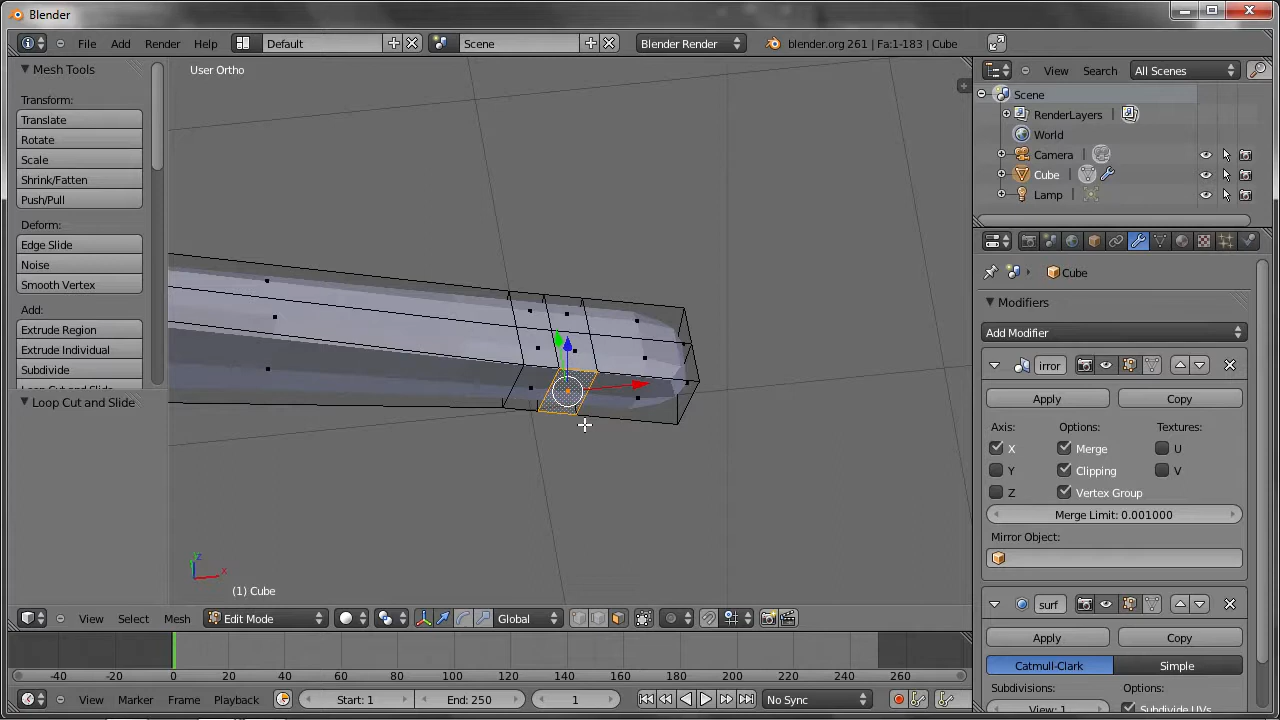 Blender
File Add Render Help Default Scene Blender Render blender.org 261 | Fa:1-183 | Cube
Mesh Tools
Transform:
Translate
Rotate
Scale
Shrink/Fatten
Push/Pull
Deform:
Edge Slide
Noise
Smooth Vertex
Add:
Extrude Region
Extrude Individual
Subdivide
Loop Cut and Slide
User Ortho
z
x
(1) Cube
View Select Mesh Edit Mode Global
-40 -20 0 20 40 60 80 100 120 140 160 180 200 220 240 260
View Marker Frame Playback Start: 1 End: 250 1 No Sync
View Search All Scenes
Scene
RenderLayers
World
Camera
Cube
Lamp
Cube
Modifiers
Add Modifier
irror
Apply Copy
Axis: Options: Textures:
X Merge U
Y Clipping V
Z Vertex Group
Merge Limit: 0.001000
Mirror Object:
surf
Apply Copy
Catmull-Clark Simple
Subdivisions: Options:
View: 1 Subdivide UVs